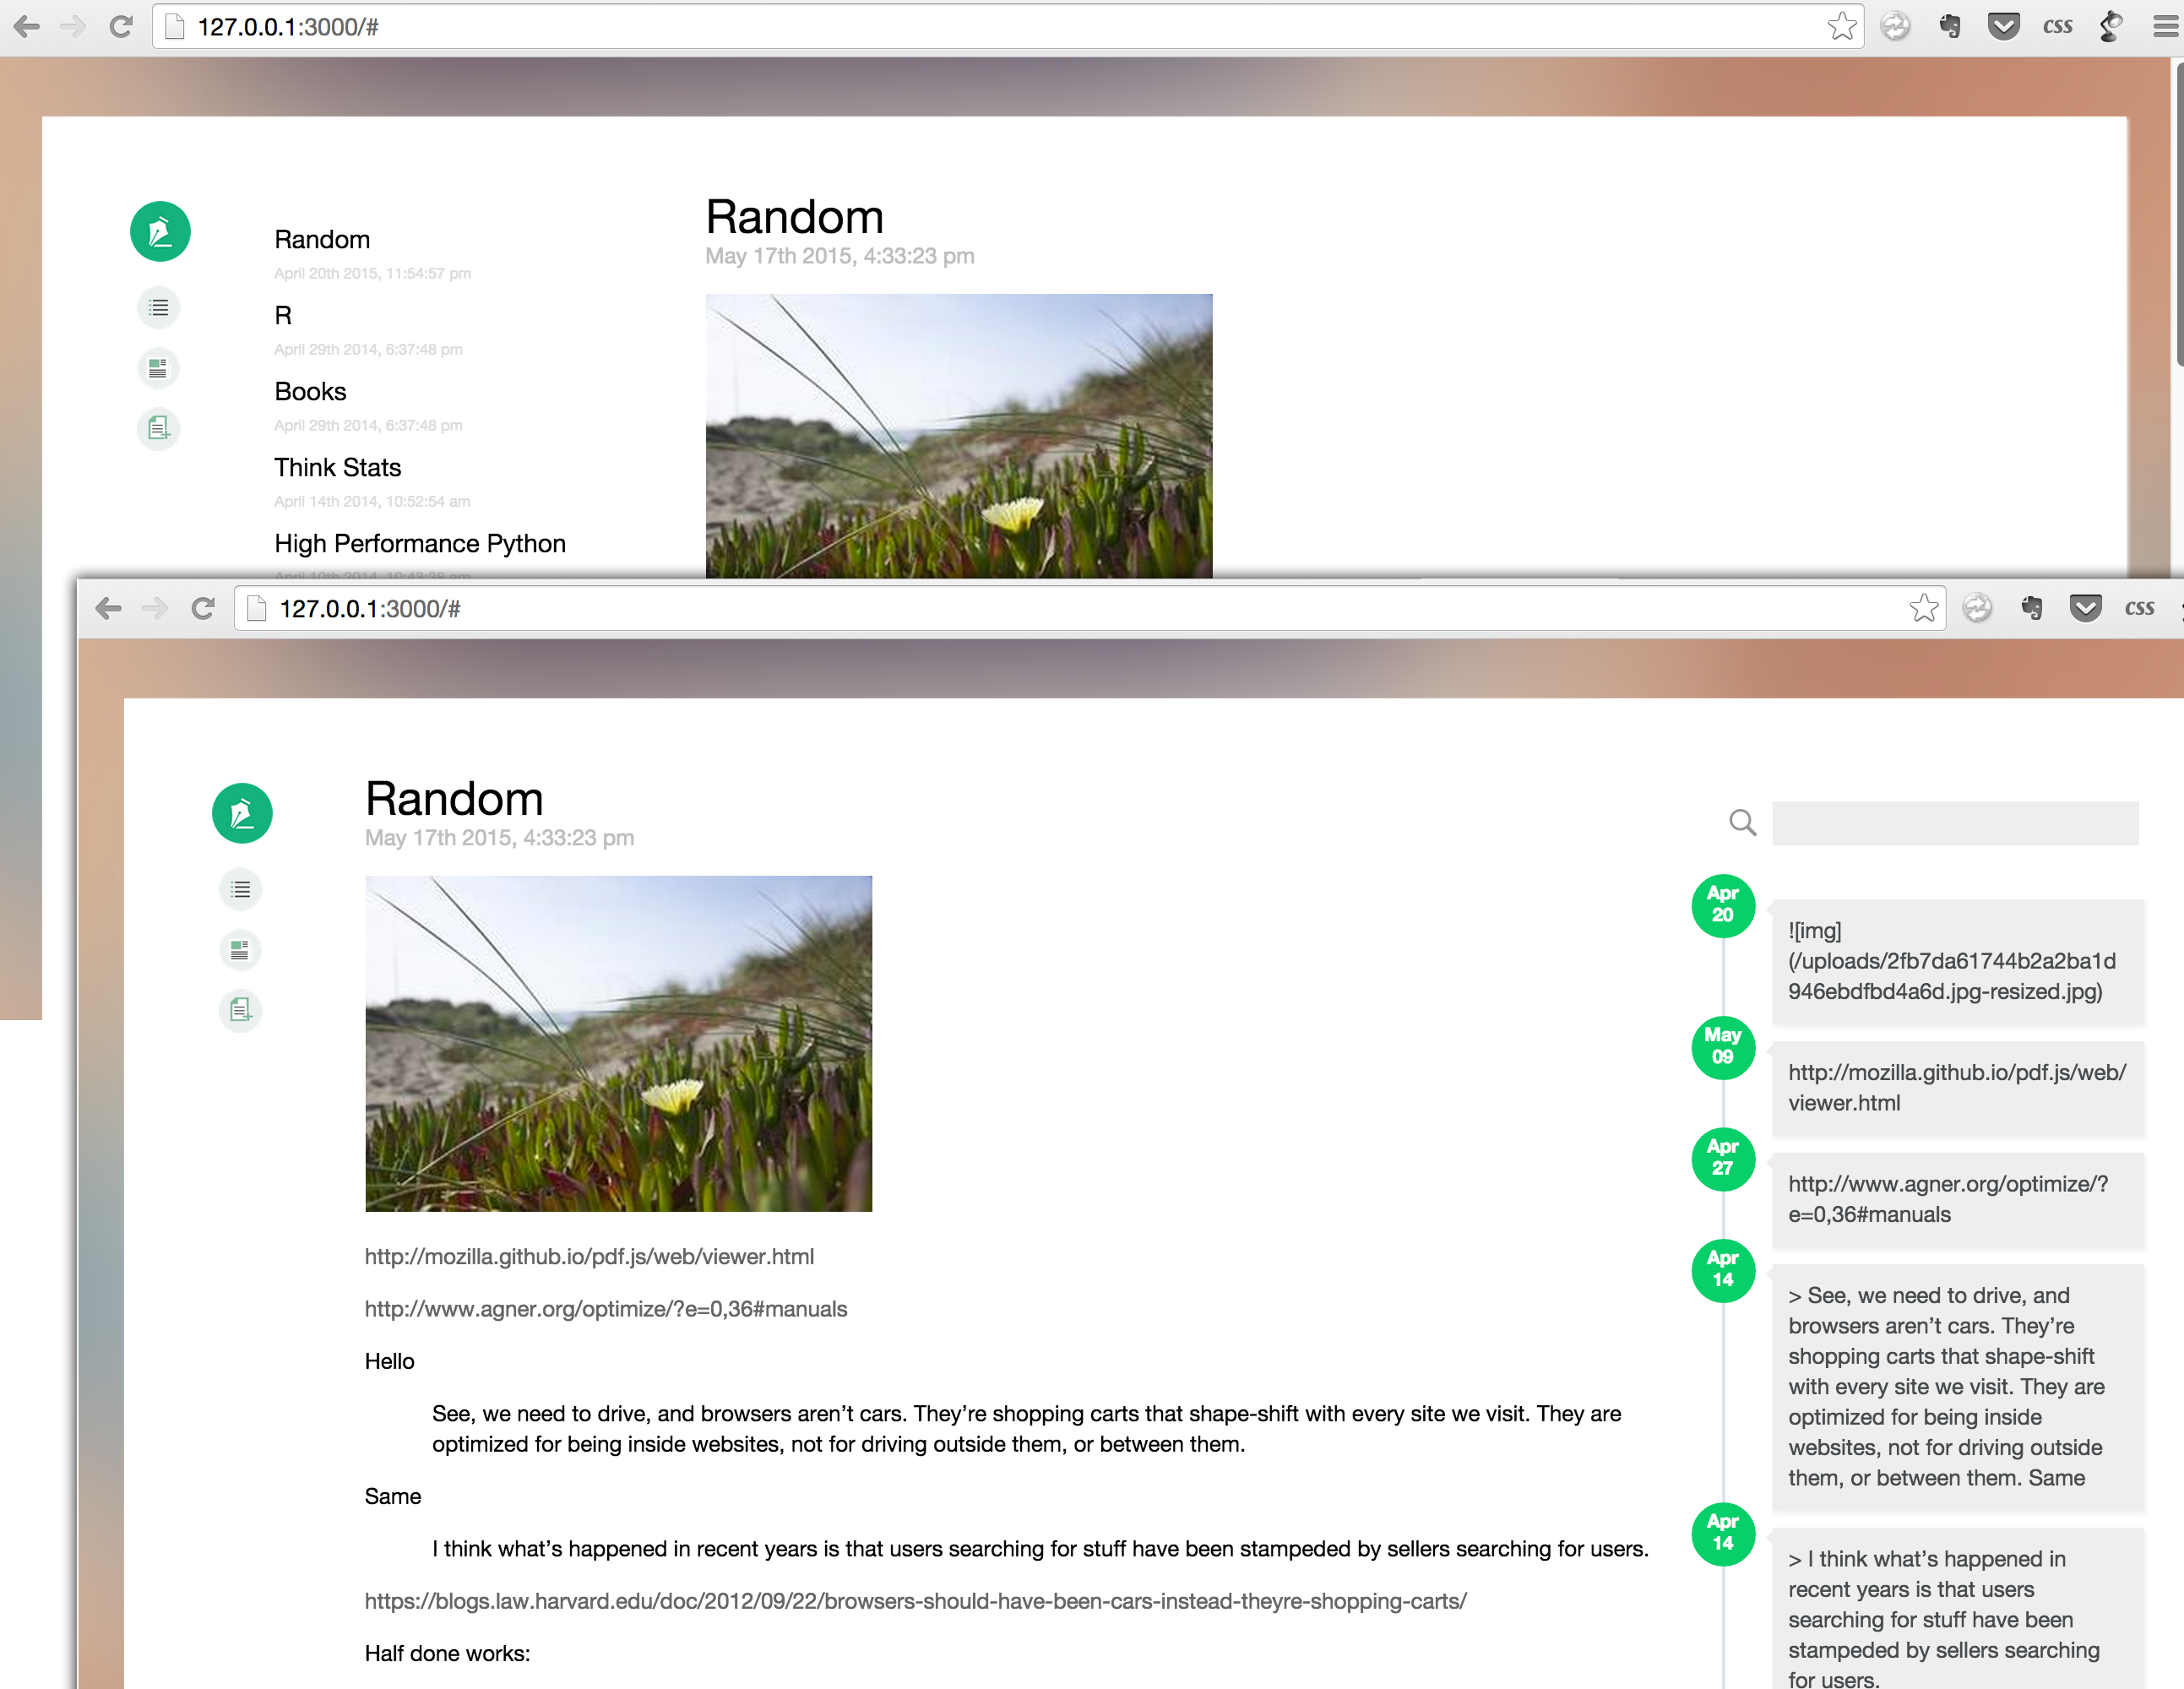 127.0.0.1:3000/#
css
Random
April 20th 2015, 11:54:57 pm
R
April 29th 2014, 6:37:48 pm
Books
April 29th 2014, 6:37:48 pm
Think Stats
April 14th 2014, 10:52:54 am
High Performance Python
Random
May 17th 2015, 4:33:23 pm
127.0.0.1:3000/#
css
Random
May 17th 2015, 4:33:23 pm
http://mozilla.github.io/pdf.js/web/viewer.html
http://www.agner.org/optimize/?e=0,36#manuals
Hello
See, we need to drive, and browsers aren’t cars. They’re shopping carts that shape-shift with every site we visit. They are
optimized for being inside websites, not for driving outside them, or between them.
Same
I think what’s happened in recent years is that users searching for stuff have been stampeded by sellers searching for users.
https://blogs.law.harvard.edu/doc/2012/09/22/browsers-should-have-been-cars-instead-theyre-shopping-carts/
Half done works:
Apr
20
![img]
(/uploads/2fb7da61744b2a2ba1d
946ebdfbd4a6d.jpg-resized.jpg)
May
09
http://mozilla.github.io/pdf.js/web/
viewer.html
Apr
27
http://www.agner.org/optimize/?
e=0,36#manuals
Apr
14
> See, we need to drive, and
browsers aren’t cars. They’re
shopping carts that shape-shift
with every site we visit. They are
optimized for being inside
websites, not for driving outside
them, or between them. Same
Apr
14
> I think what’s happened in
recent years is that users
searching for stuff have been
stampeded by sellers searching
for users.